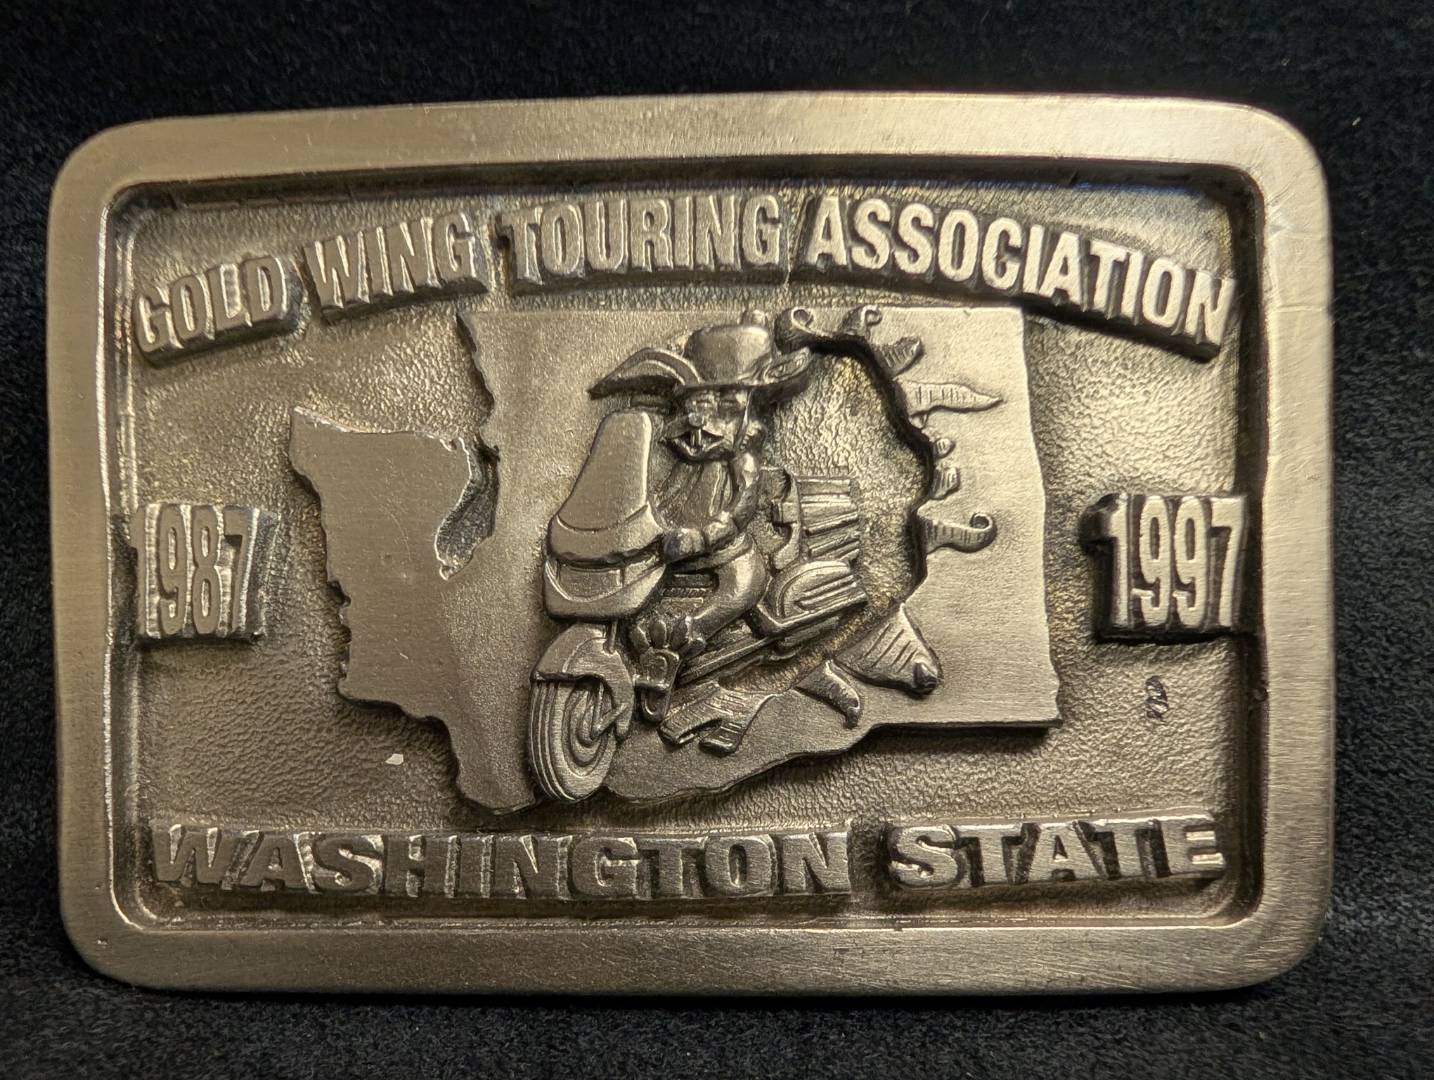 GOLD WING TOURING ASSOCIATION
1987
1997
WASHINGTON STATE